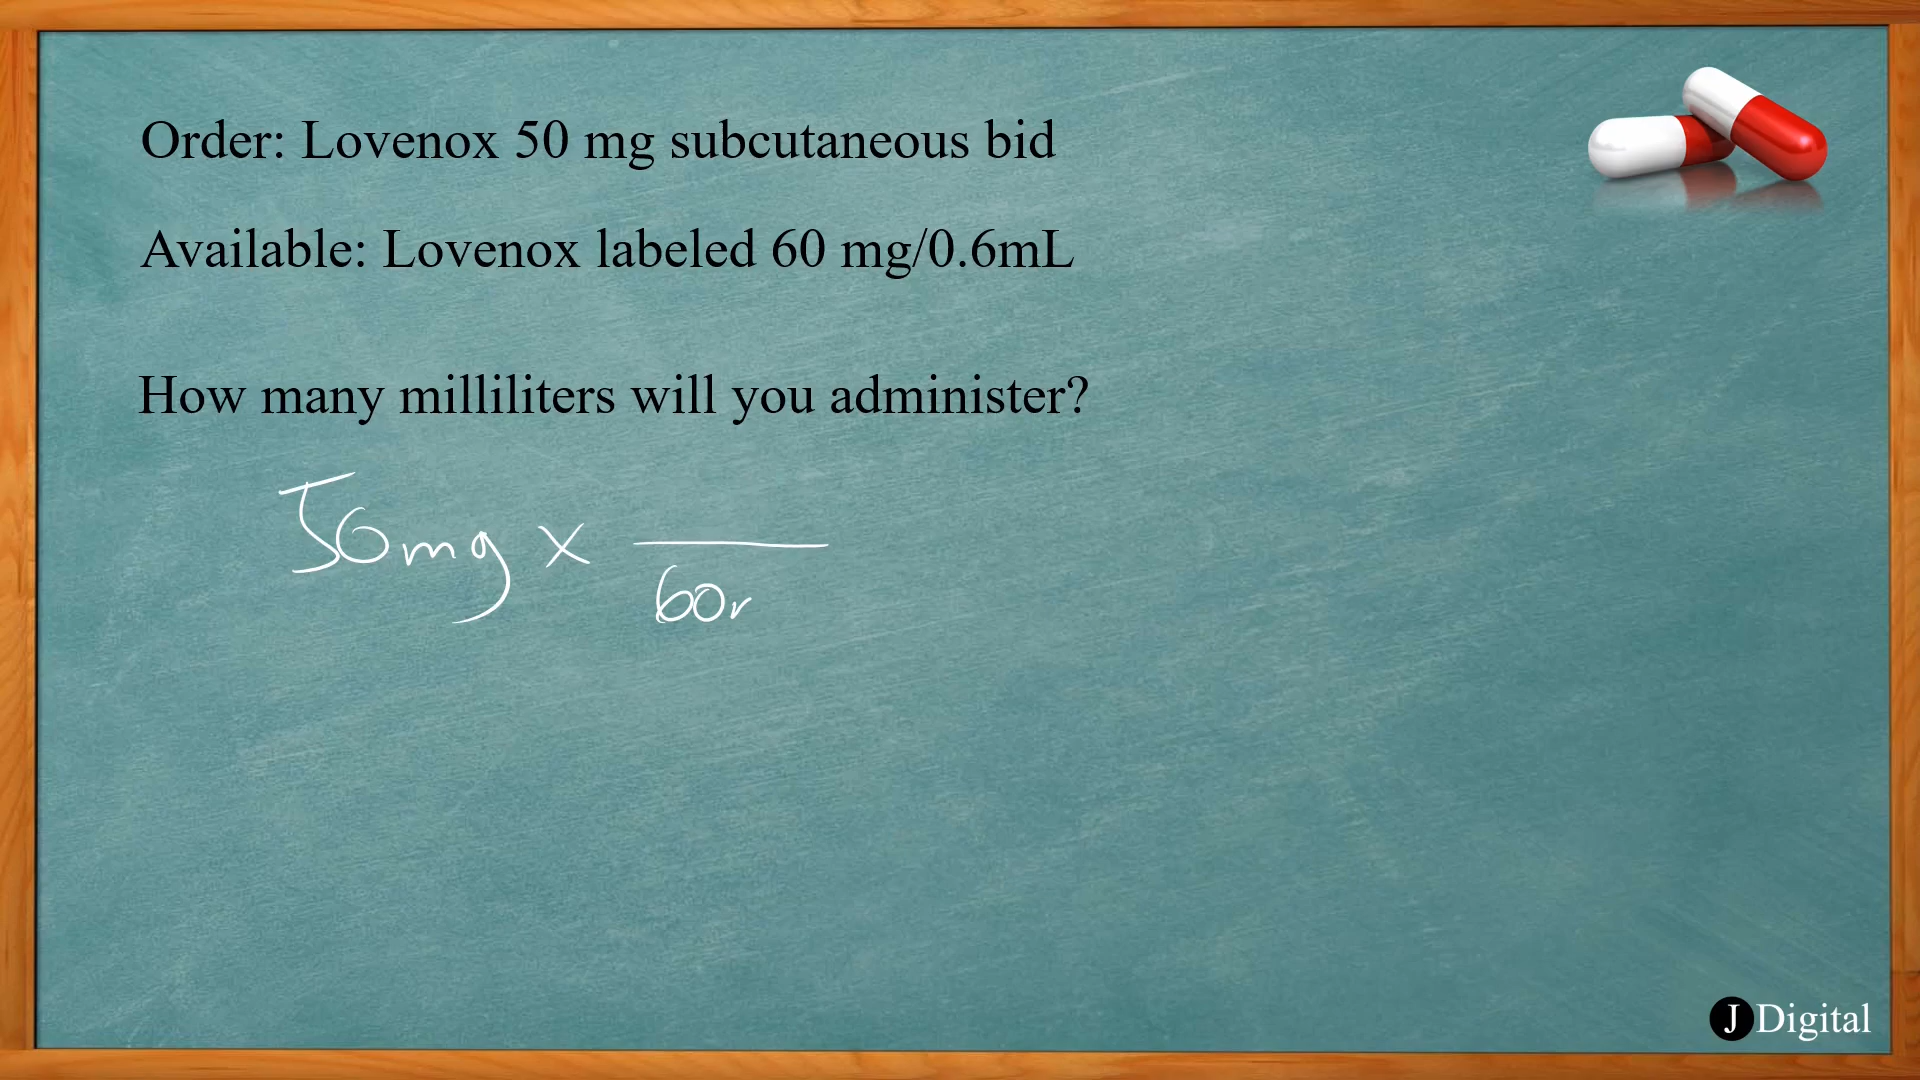 Order: Lovenox 50 mg subcutaneous bid
Available: Lovenox labeled 60 mg/0.6mL
How many milliliters will you administer?
50mg x
60r
J Digital